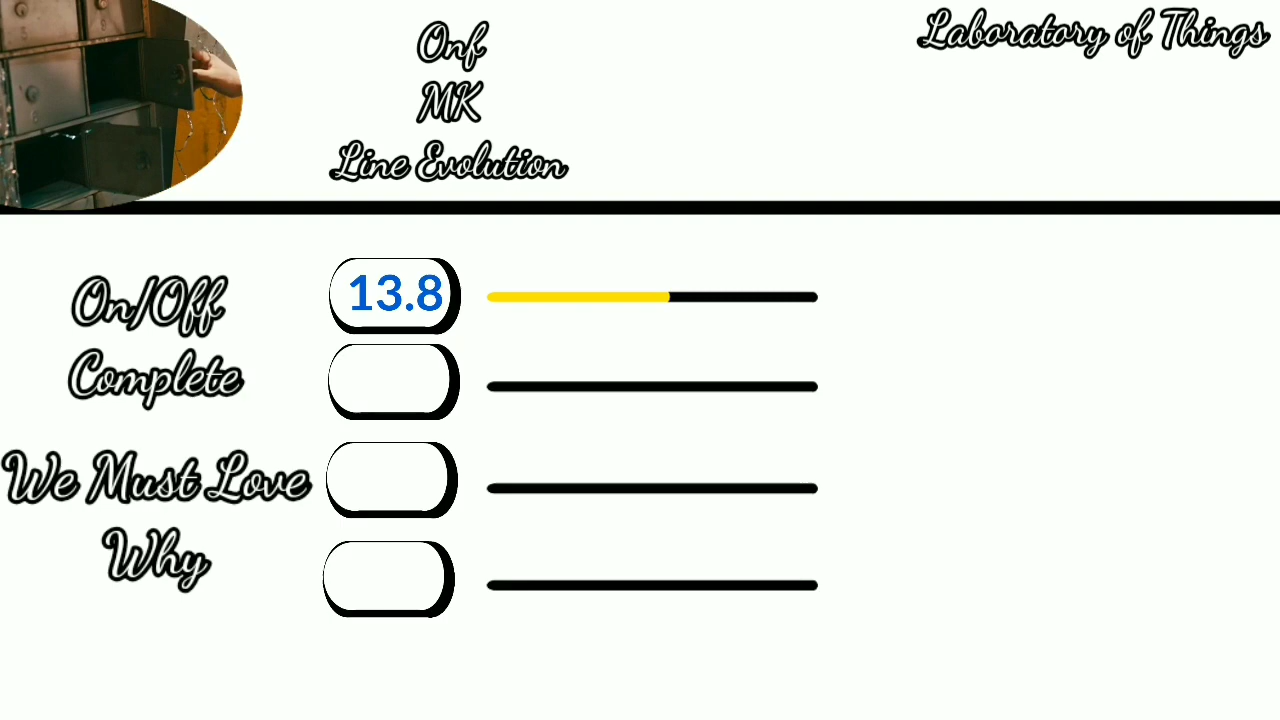 Onf
MK
Line Evolution
Laboratory of Things
On/Off
13.8
Complete
We Must Love
Why